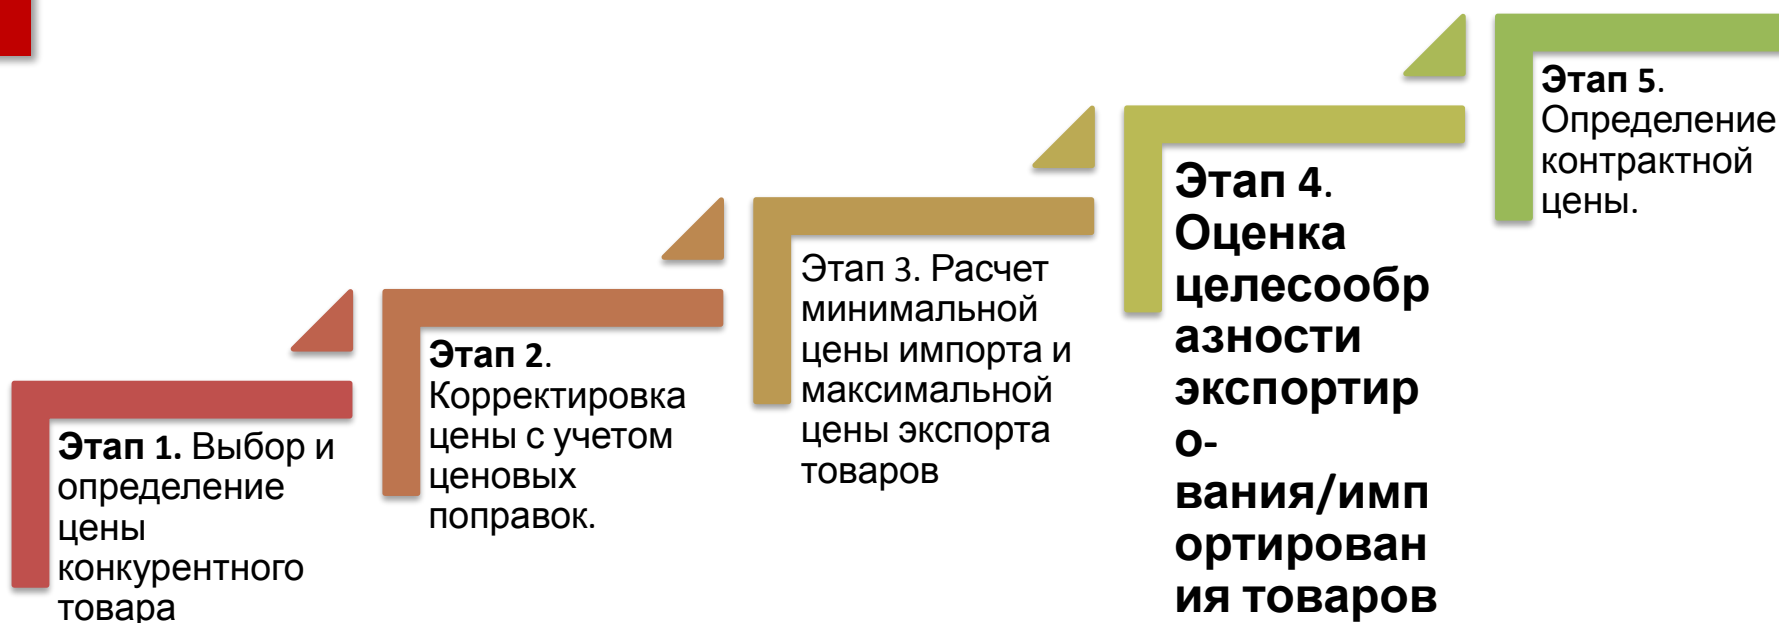 Этап 1. Выбор и
определение
цены
конкурентного
товара
Этап 2.
Корректировка
цены с учетом
ценовых
поправок.
Этап 3. Расчет
минимальной
цены импорта и
максимальной
цены экспорта
товаров
Этап 4.
Оценка
целесообр
азности
экспортир
о-
вания/имп
ортирован
ия товаров
Этап 5.
Определение
контрактной
цены.